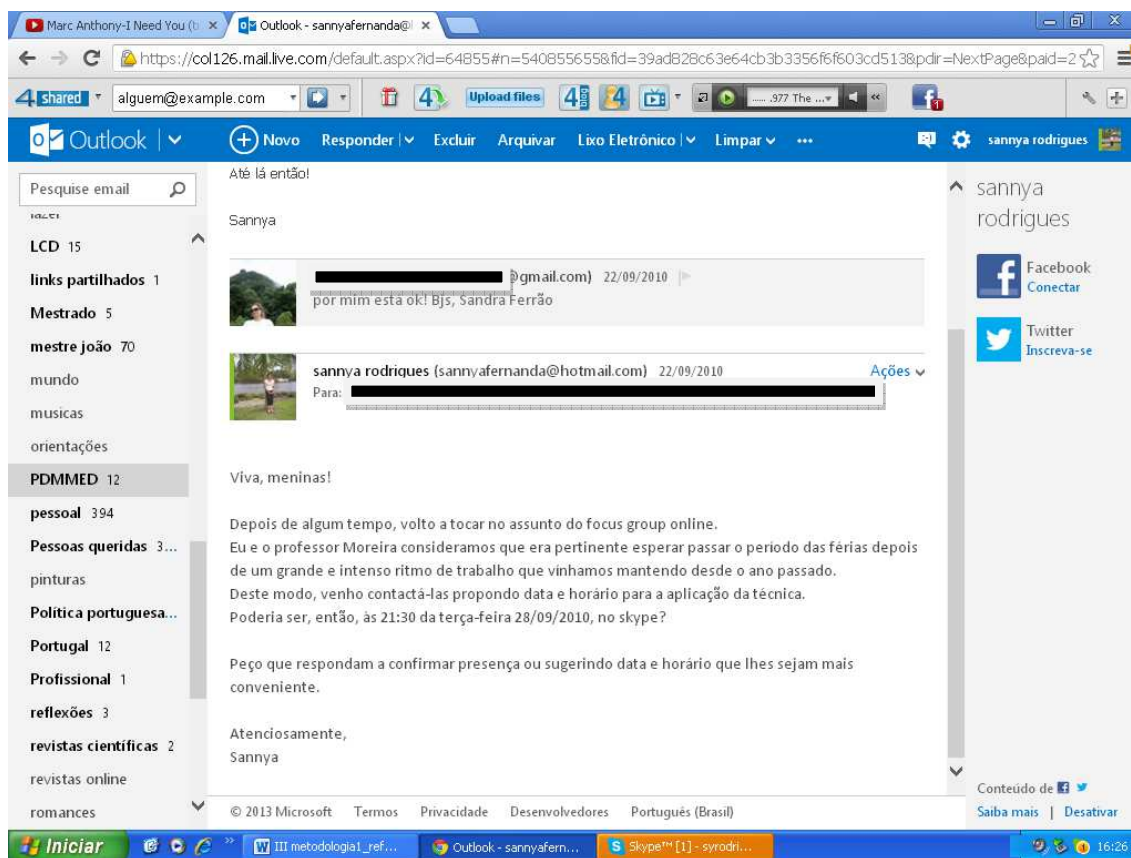 Marc Anthony-I Need You (b
Outlook - sannyafernanda@
https://col126.mail.live.com/default.aspx?id=64855#n=540855655&fid=39adb828c63e64cb3b3356f6f603cd513&pdir=NextPage&paid=2
4 shared
alguem@example.com
Upload files
..... .977 The ...
Outlook
Novo
Responder
Excluir
Arquivar
Lixo Eletrônico
Limpar
sannya rodrigues
Pesquise email
lazer
LCD 15
links partilhados 1
Mestrado 5
mestre joão 70
mundo
musicas
orientações
PDMMED 12
pessoal 394
Pessoas queridas 3...
pinturas
Política portuguesa...
Portugal 12
Profissional 1
reflexões 3
revistas científicas 2
revistas online
romances
Até lá então!
Sannya
@gmail.com) 22/09/2010
por mim esta ok! Bjs, Sandra Ferrão
sannya rodrigues (sannyafernanda@hotmail.com) 22/09/2010
Ações
Para:
Viva, meninas!
Depois de algum tempo, volto a tocar no assunto do focus group online.
Eu e o professor Moreira consideramos que era pertinente esperar passar o período das férias depois
de um grande e intenso ritmo de trabalho que vinhamos mantendo desde o ano passado.
Deste modo, venho contactá-las propondo data e horário para a aplicação da técnica.
Poderia ser, então, às 21:30 da terça-feira 28/09/2010, no skype?
Peço que respondam a confirmar presença ou sugerindo data e horário que lhes sejam mais
conveniente.
Atenciosamente,
Sannya
sannya
rodrigues
Facebook
Conectar
Twitter
Inscreva-se
Conteúdo de
Saiba mais | Desativar
© 2013 Microsoft Termos Privacidade Desenvolvedores Português (Brasil)
Iniciar
III metodologia1_ref...
Outlook - sannyafern...
Skype™ [1] - syrodri...
16:26